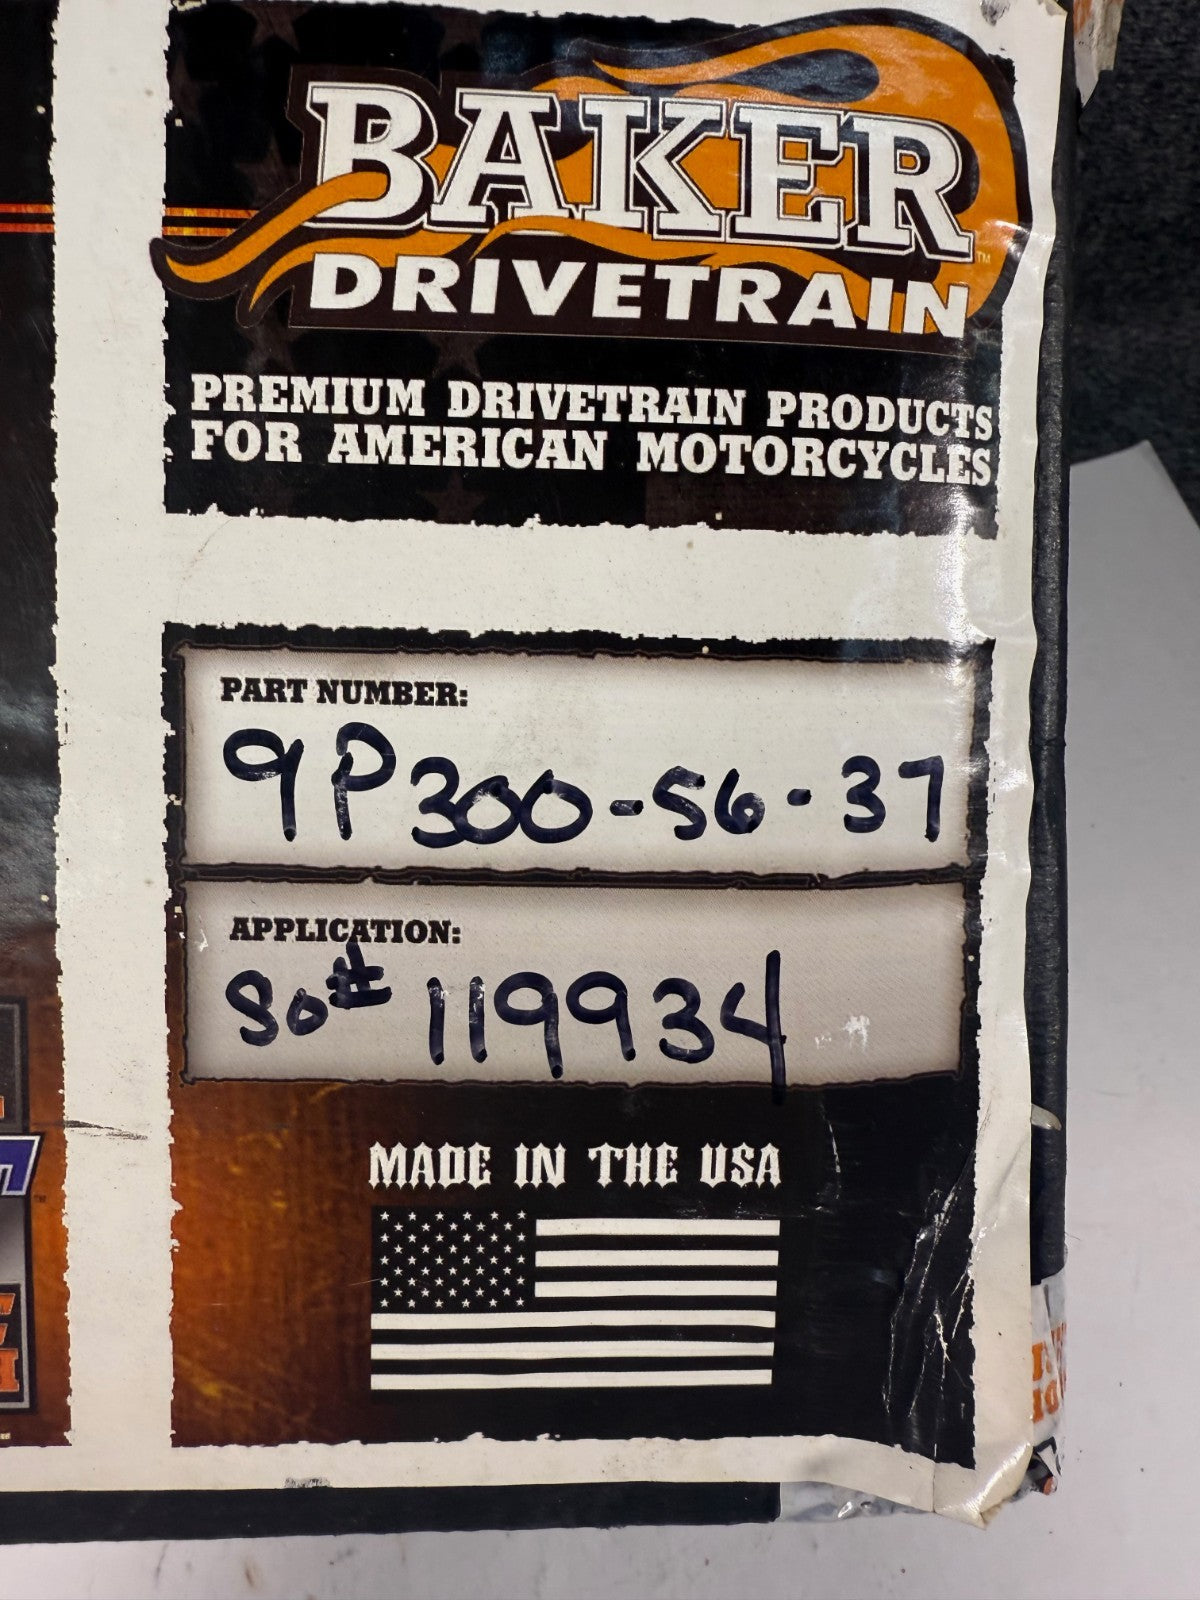 BAKER
DRIVETRAIN
TM
PREMIUM DRIVETRAIN PRODUCTS
FOR AMERICAN MOTORCYCLES
PART NUMBER:
9P300-56-37
APPLICATION:
So# 119934
MADE IN THE USA